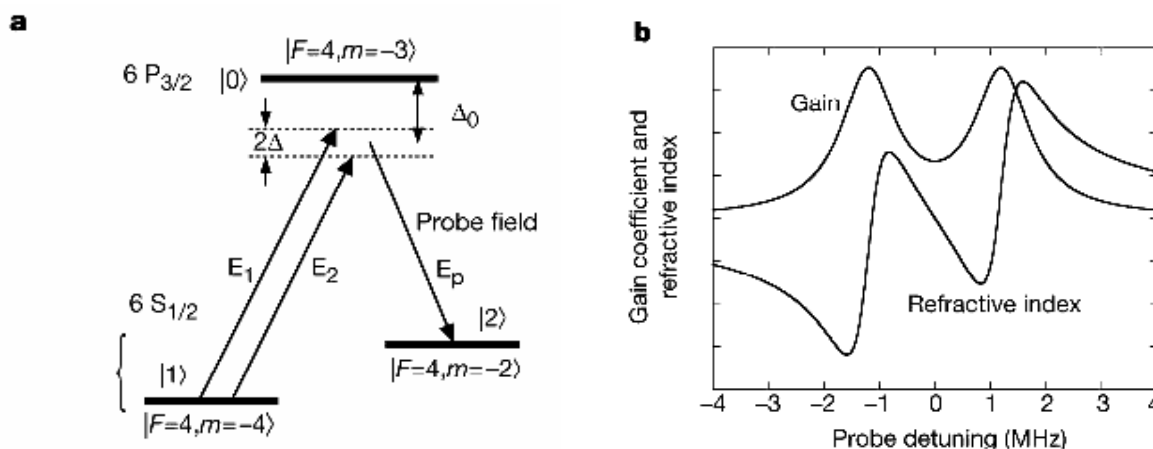 a
|F=4,m=−3⟩
6 P3/2 |0⟩
Δ0
2Δ
Probe field
E1 E2 Ep
6 S1/2
|2⟩
|F=4,m=−2⟩
|1⟩
|F=4,m=−4⟩
b
Gain coefficient and
refractive index
Gain
Refractive index
−4 −3 −2 −1 0 1 2 3 4
Probe detuning (MHz)